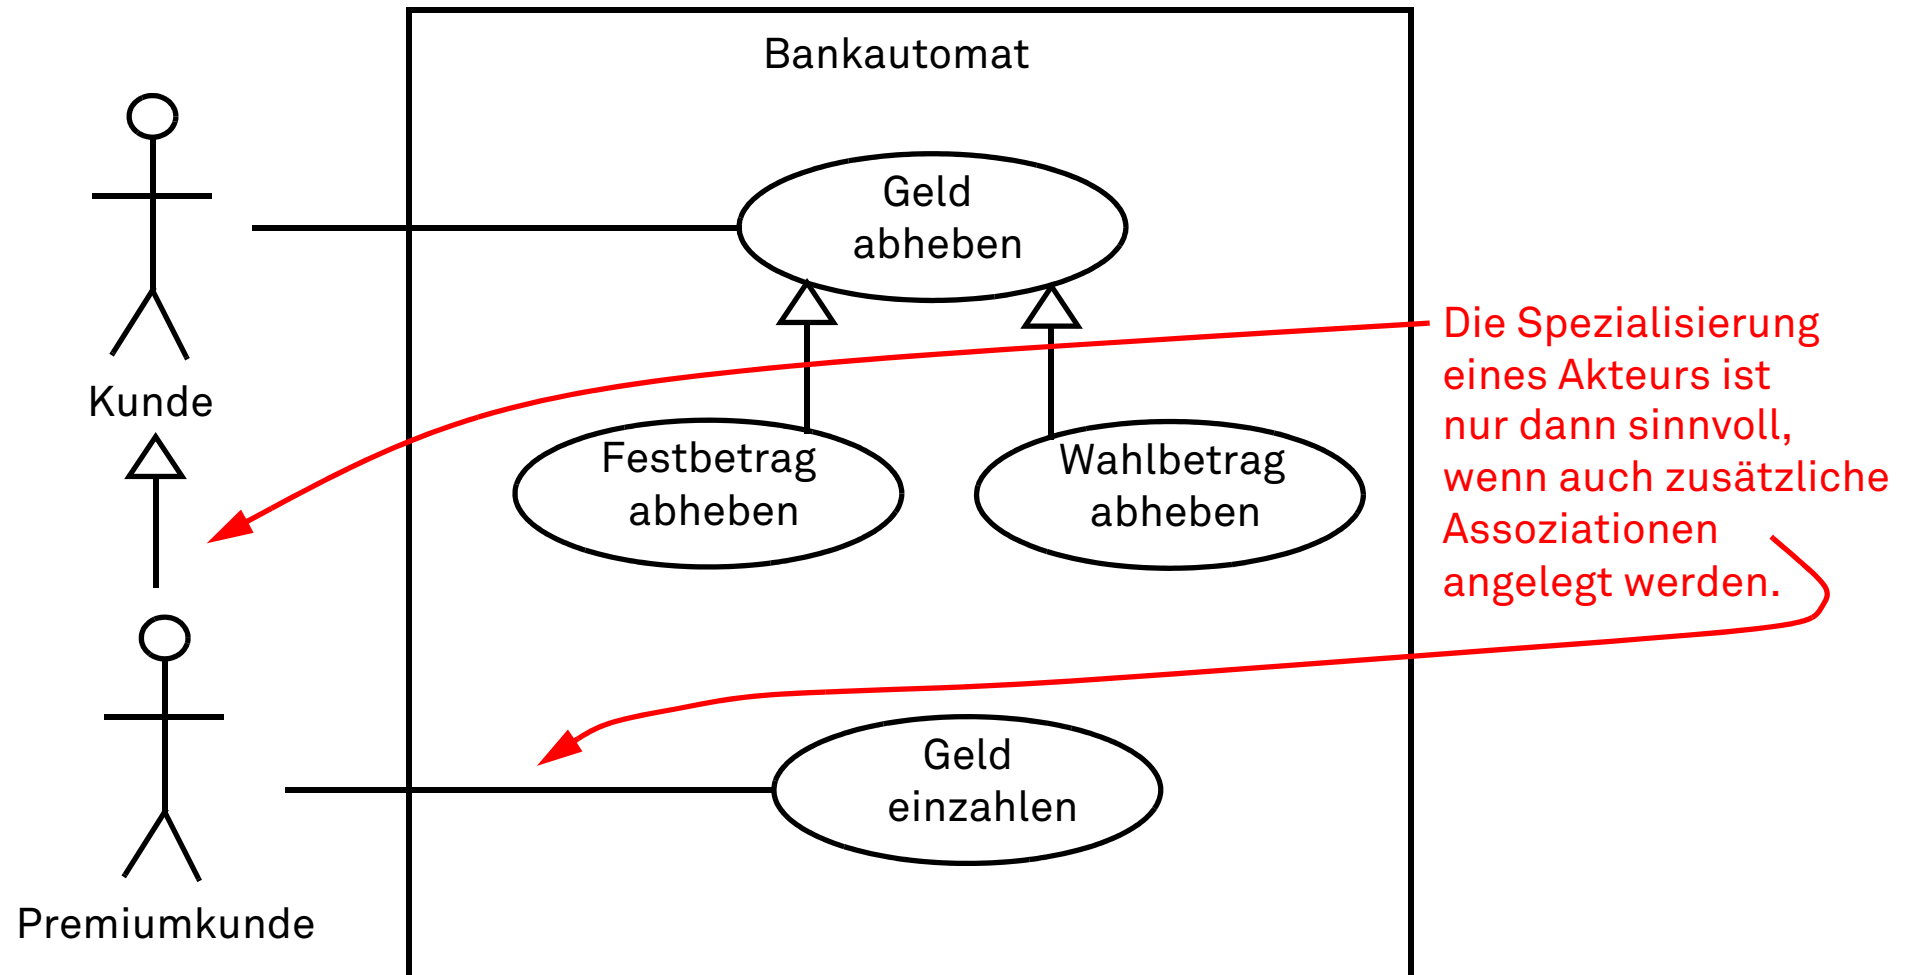 Bankautomat
Geld
abheben
Kunde
Festbetrag
abheben
Wahlbetrag
abheben
Die Spezialisierung
eines Akteurs ist
nur dann sinnvoll,
wenn auch zusätzliche
Assoziationen
angelegt werden.
Geld
einzahlen
Premiumkunde